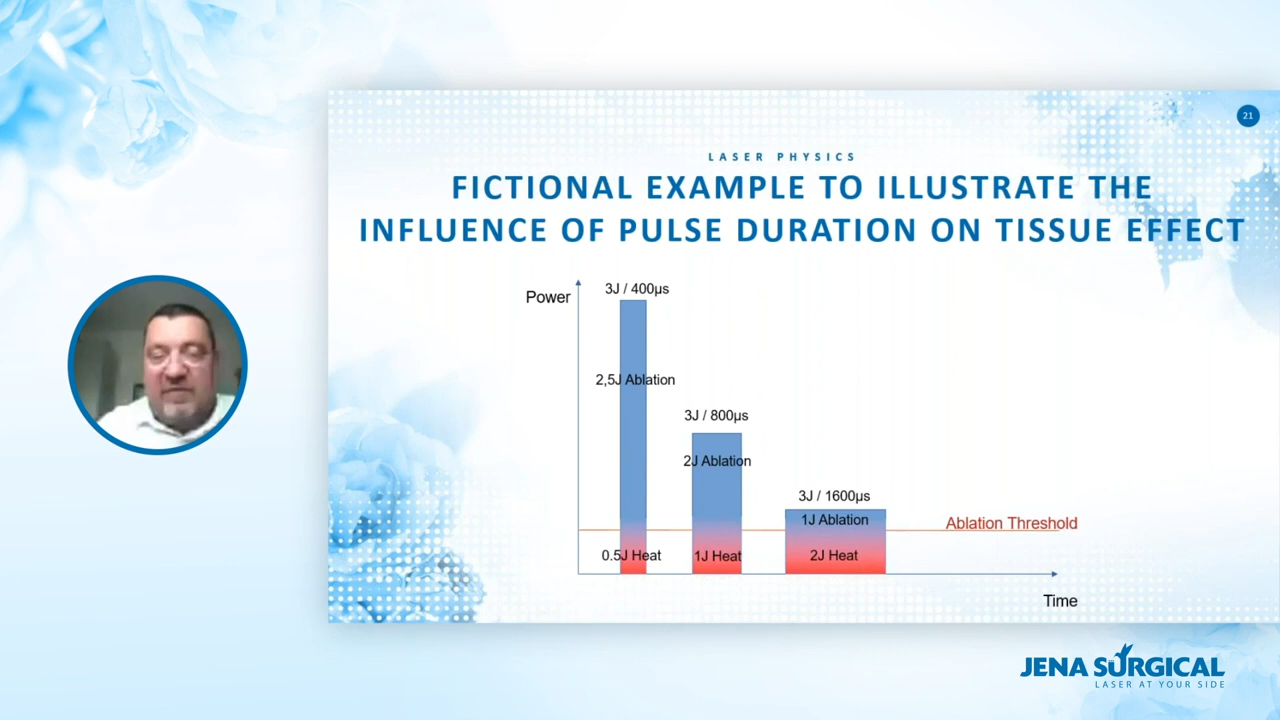 21
LASER PHYSICS
FICTIONAL EXAMPLE TO ILLUSTRATE THE
INFLUENCE OF PULSE DURATION ON TISSUE EFFECT
Power
3J / 400µs
2,5J Ablation
3J / 800µs
2J Ablation
3J / 1600µs
1J Ablation
Ablation Threshold
0.5J Heat
1J Heat
2J Heat
Time
JENA SURGICAL
LASER AT YOUR SIDE